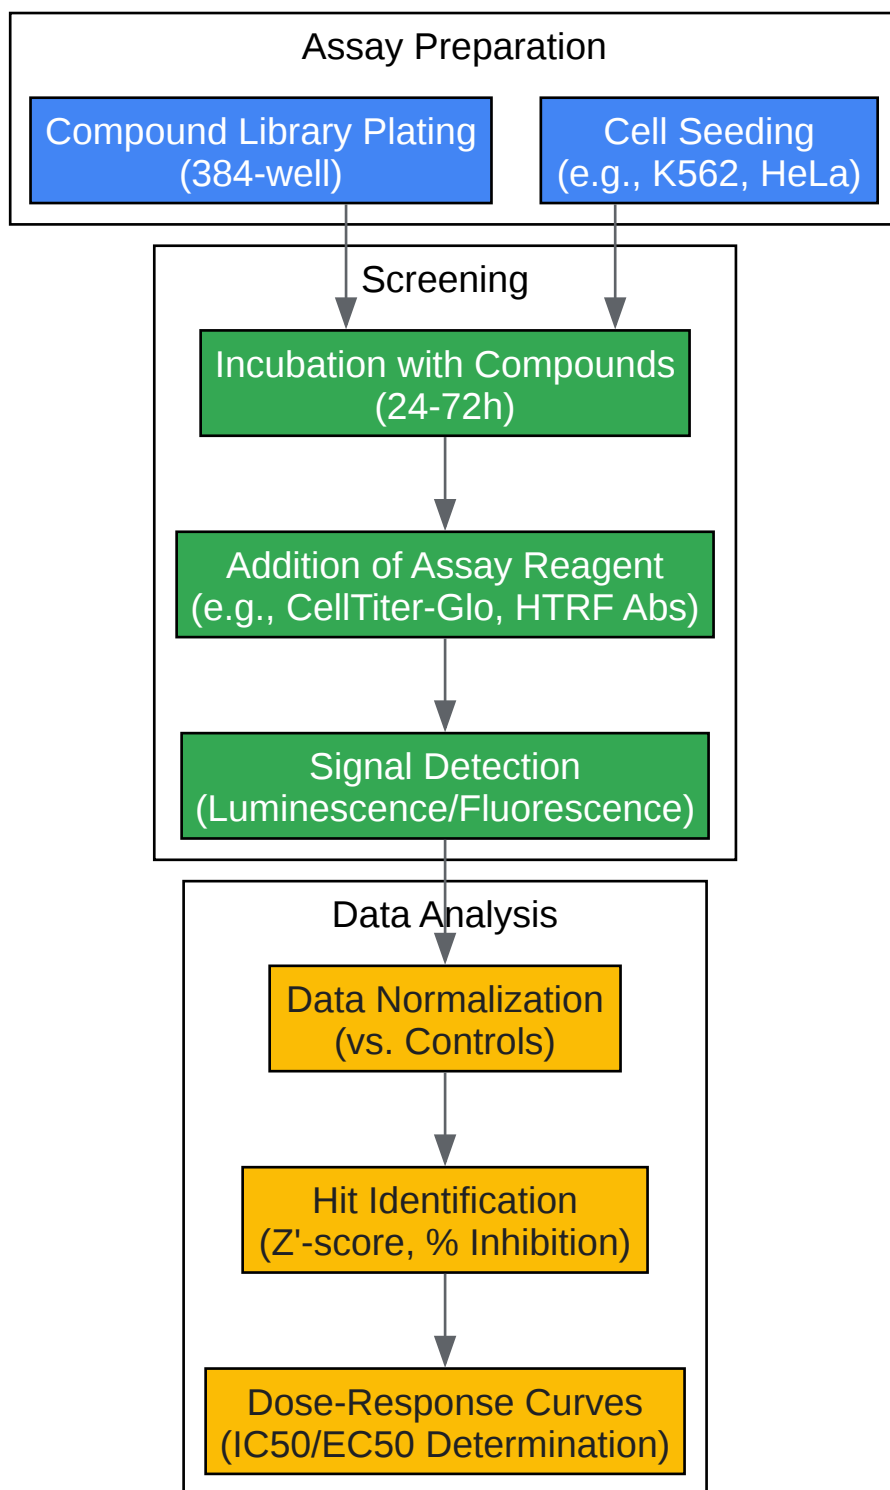 Assay Preparation
Compound Library Plating
(384-well)
Cell Seeding
(e.g., K562, HeLa)
Screening
Incubation with Compounds
(24-72h)
Addition of Assay Reagent
(e.g., CellTiter-Glo, HTRF Abs)
Signal Detection
(Luminescence/Fluorescence)
Data Analysis
Data Normalization
(vs. Controls)
Hit Identification
(Z'-score, % Inhibition)
Dose-Response Curves
(IC50/EC50 Determination)